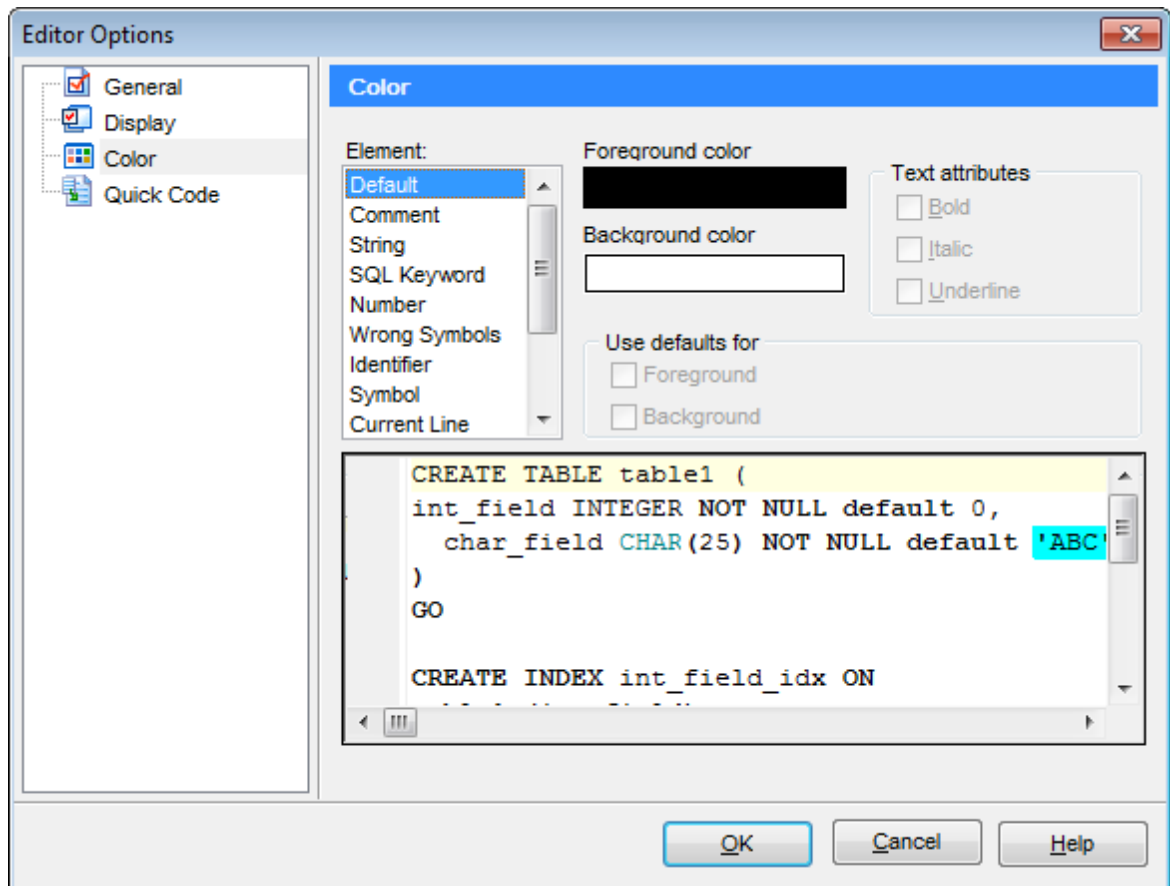 Editor Options
General
Display
Color
Quick Code
Color
Element:
Default
Comment
String
SQL Keyword
Number
Wrong Symbols
Identifier
Symbol
Current Line
Foreground color
Background color
Text attributes
Bold
Italic
Underline
Use defaults for
Foreground
Background
CREATE TABLE table1 (
int_field INTEGER NOT NULL default 0,
char_field CHAR(25) NOT NULL default 'ABC'
)
GO
CREATE INDEX int_field_idx ON
OK
Cancel
Help